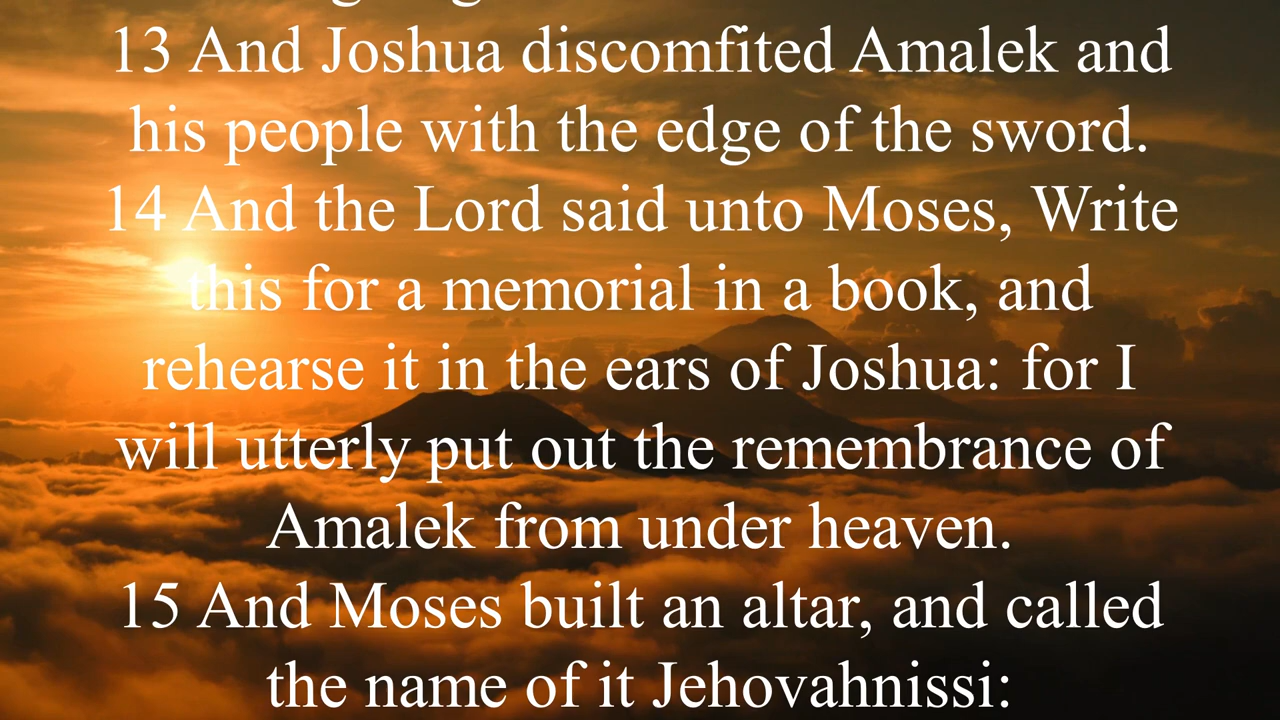 13 And Joshua discomfited Amalek and
his people with the edge of the sword.
14 And the Lord said unto Moses, Write
this for a memorial in a book, and
rehearse it in the ears of Joshua: for I
will utterly put out the remembrance of
Amalek from under heaven.
15 And Moses built an altar, and called
the name of it Jehovahnissi: